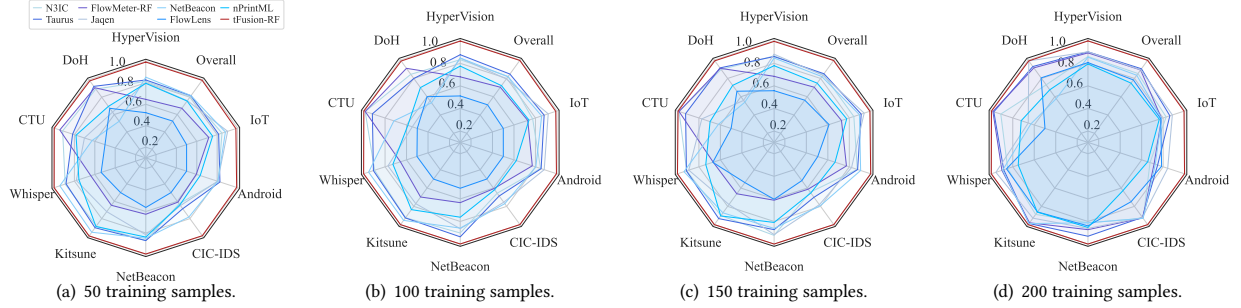 N3IC FlowMeter-RF NetBeacon nPrintML
Taurus Jaqen FlowLens tFusion-RF
HyperVision
Overall
IoT
Android
CIC-IDS
NetBeacon
Kitsune
Whisper
CTU
DoH
1.0
0.8
0.6
0.4
0.2
(a) 50 training samples.
HyperVision
Overall
IoT
Android
CIC-IDS
NetBeacon
Kitsune
Whisper
CTU
DoH
1.0
0.8
0.6
0.4
0.2
(b) 100 training samples.
HyperVision
Overall
IoT
Android
CIC-IDS
NetBeacon
Kitsune
Whisper
CTU
DoH
1.0
0.8
0.6
0.4
0.2
(c) 150 training samples.
HyperVision
Overall
IoT
Android
CIC-IDS
NetBeacon
Kitsune
Whisper
CTU
DoH
1.0
0.8
0.6
0.4
0.2
(d) 200 training samples.